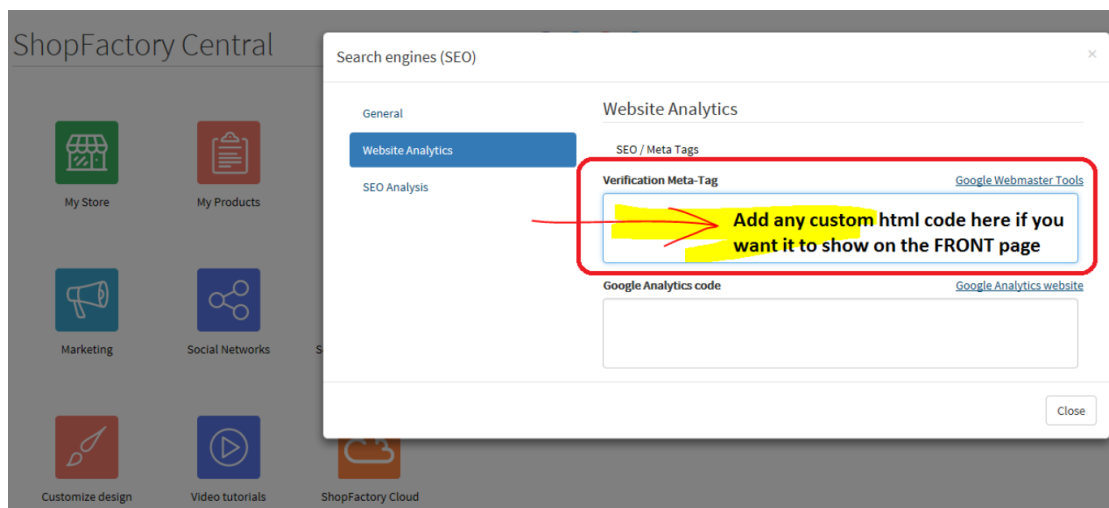 ShopFactory Central
My Store
My Products
Marketing
Social Networks
S
Customize design
Video tutorials
ShopFactory Cloud
Search engines (SEO)
×
General
Website Analytics
SEO Analysis
Website Analytics
SEO / Meta Tags
Verification Meta-Tag
Google Webmaster Tools
Add any custom html code here if you
want it to show on the FRONT page
Google Analytics code
Google Analytics website
Close